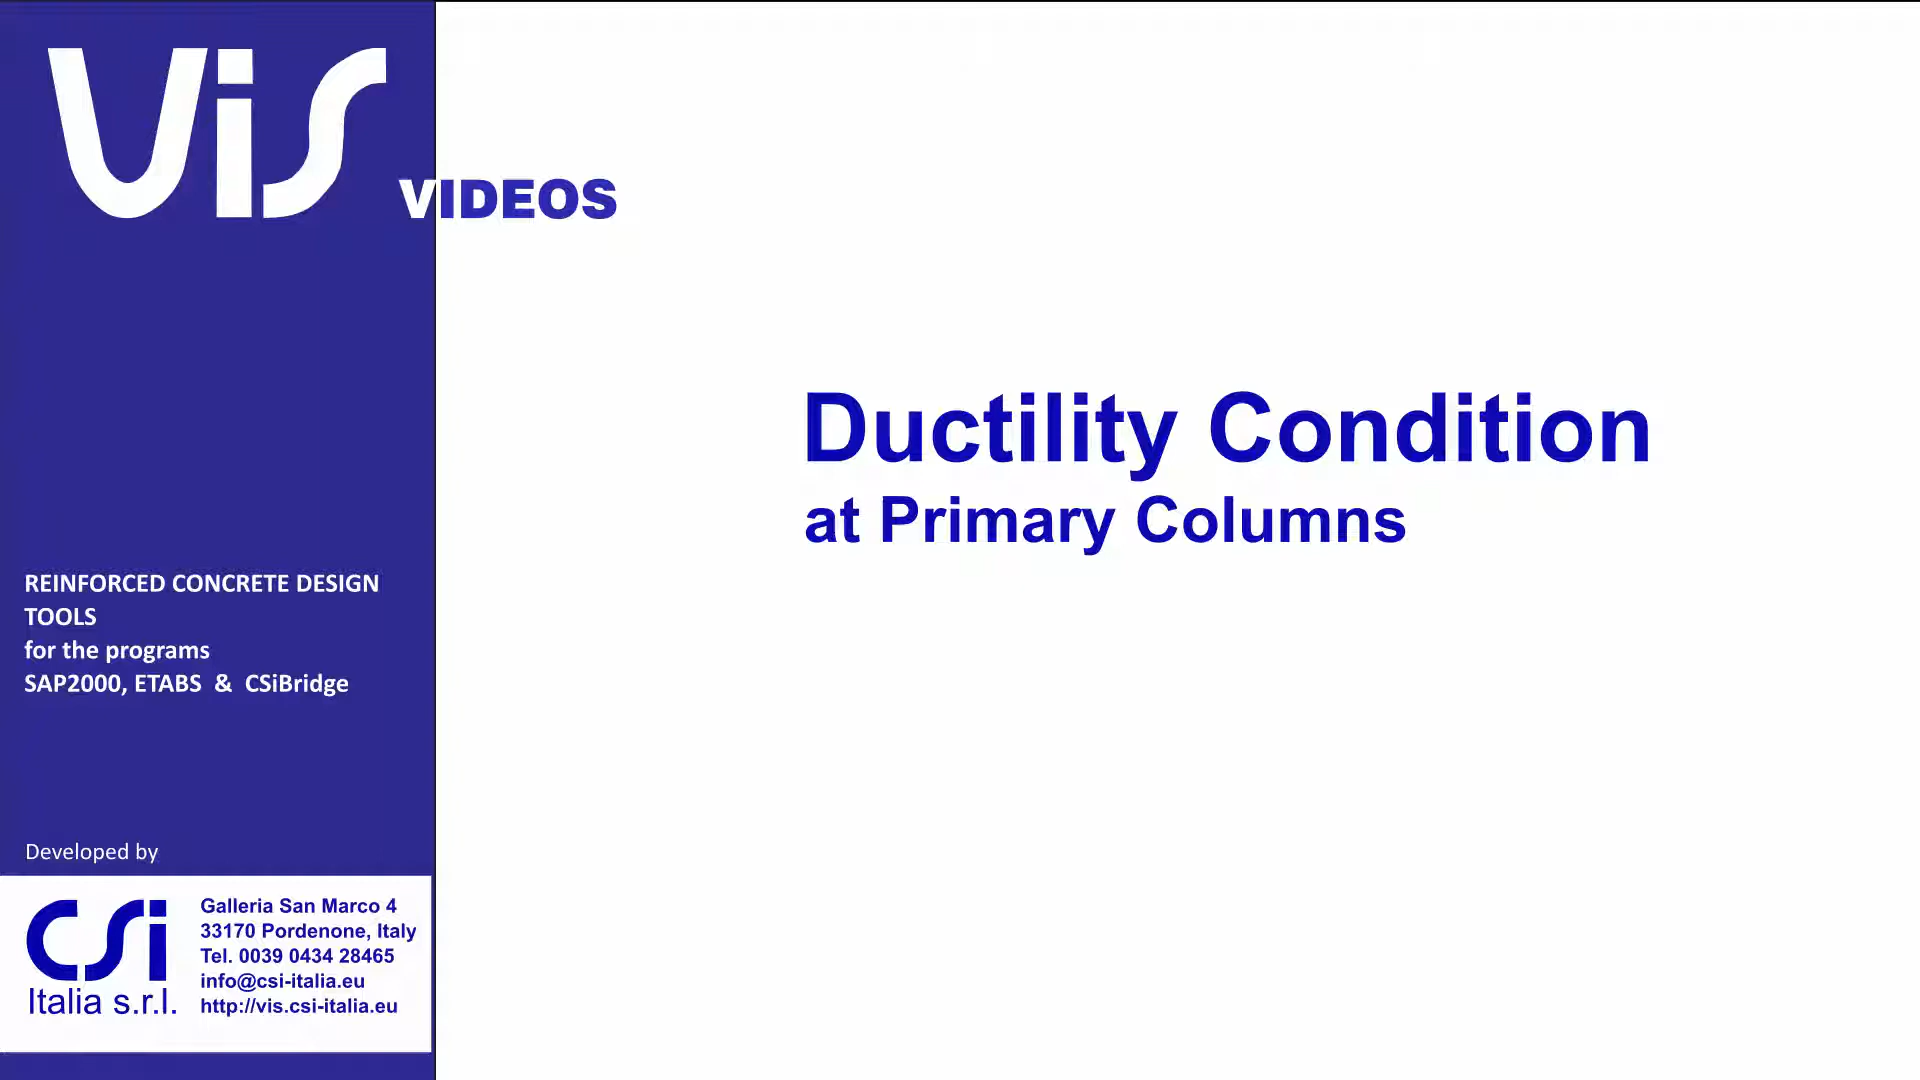 ViS
VIDEOS
Ductility Condition
at Primary Columns
REINFORCED CONCRETE DESIGN
TOOLS
for the programs
SAP2000, ETABS & CSiBridge
Developed by
CSi
Italia s.r.l.
Galleria San Marco 4
33170 Pordenone, Italy
Tel. 0039 0434 28465
info@csi-italia.eu
http://vis.csi-italia.eu